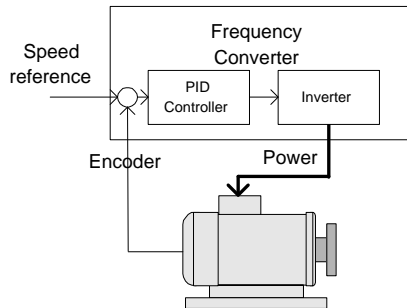 Speed
reference
Frequency
Converter
PID
Controller
Inverter
Encoder
Power